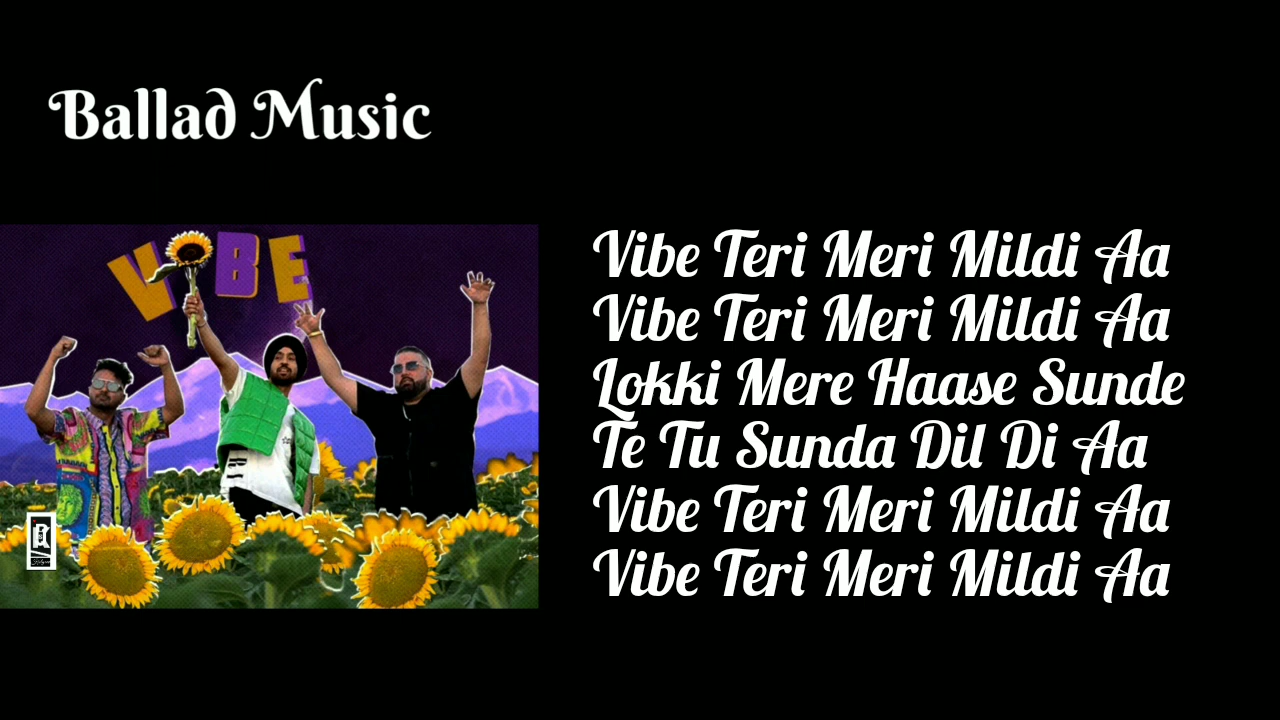 Ballad Music
VIBE
Vibe Teri Meri Mildi Aa
Vibe Teri Meri Mildi Aa
Lokki Mere Haase Sunde
Te Tu Sunda Dil Di Aa
Vibe Teri Meri Mildi Aa
Vibe Teri Meri Mildi Aa